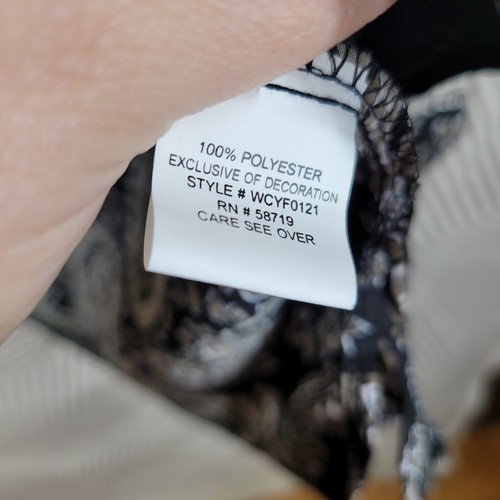 100% POLYESTER
EXCLUSIVE OF DECORATION
STYLE # WCYF0121
RN # 58719
CARE SEE OVER